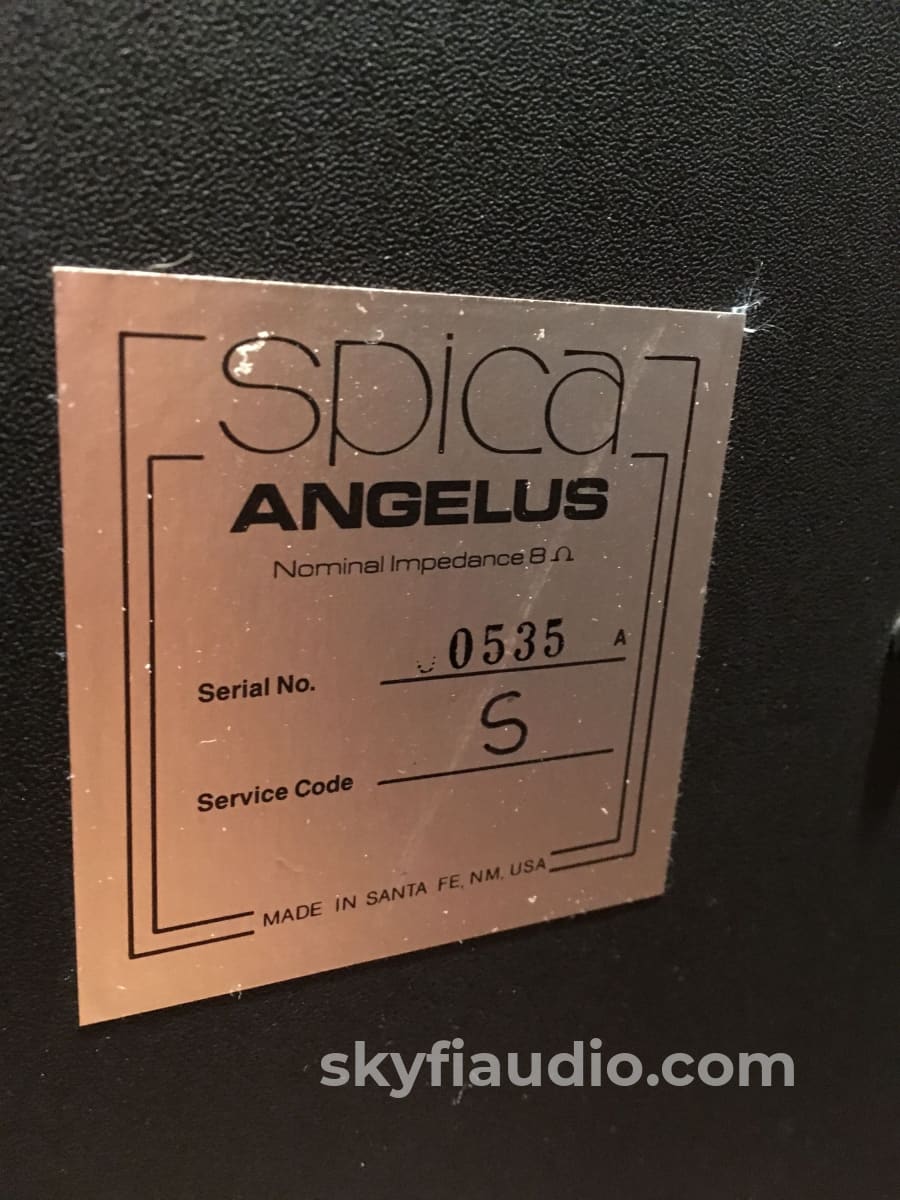 spica
ANGELUS
Nominal Impedance 8 Ω
Serial No. 0535 A
Service Code S
MADE IN SANTA FE, NM, USA
skyfiaudio.com